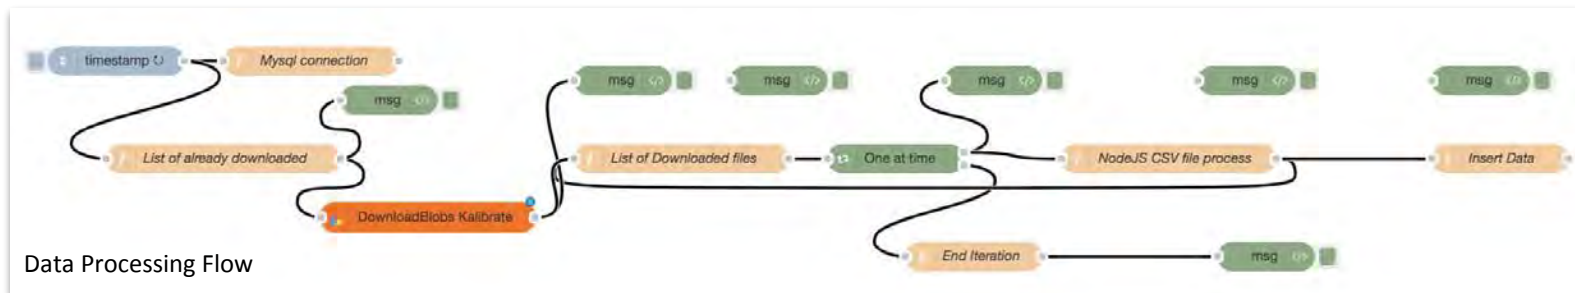 timestamp ↻
Mysql connection
msg
msg
msg
msg
msg
msg
List of already downloaded
List of Downloaded files
One at time
NodeJS CSV file process
Insert Data
DownloadBlobs Kalibrate
End Iteration
msg
Data Processing Flow